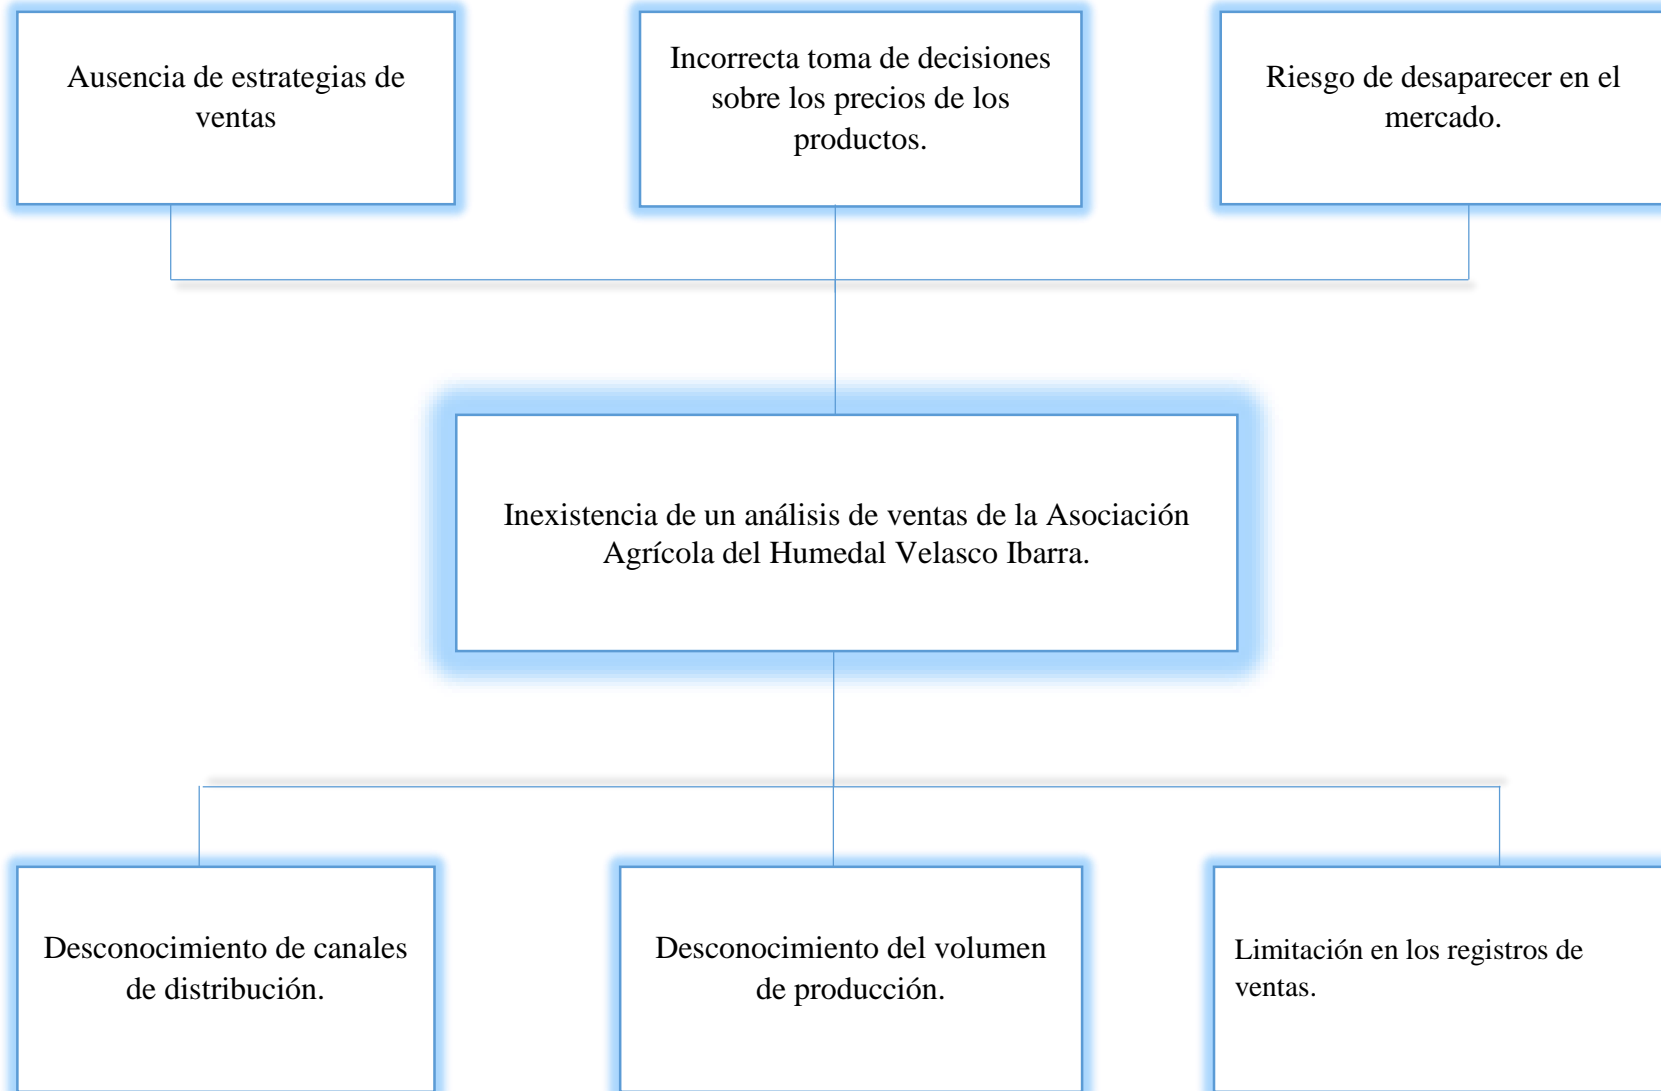 Ausencia de estrategias de
ventas
Incorrecta toma de decisiones
sobre los precios de los
productos.
Riesgo de desaparecer en el
mercado.
Inexistencia de un análisis de ventas de la Asociación
Agrícola del Humedal Velasco Ibarra.
Desconocimiento de canales
de distribución.
Desconocimiento del volumen
de producción.
Limitación en los registros de
ventas.